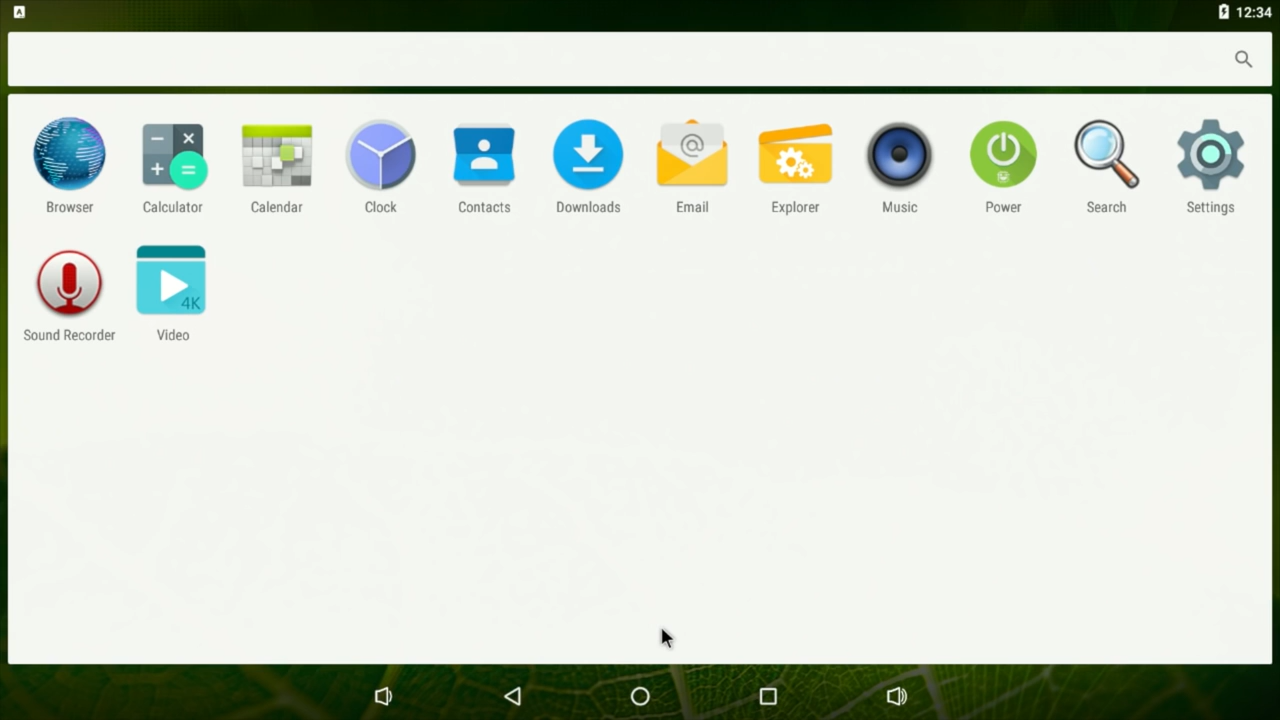 A
12:34
Browser
Calculator
Calendar
Clock
Contacts
Downloads
Email
Explorer
Music
Power
Search
Settings
Sound Recorder
4K
Video